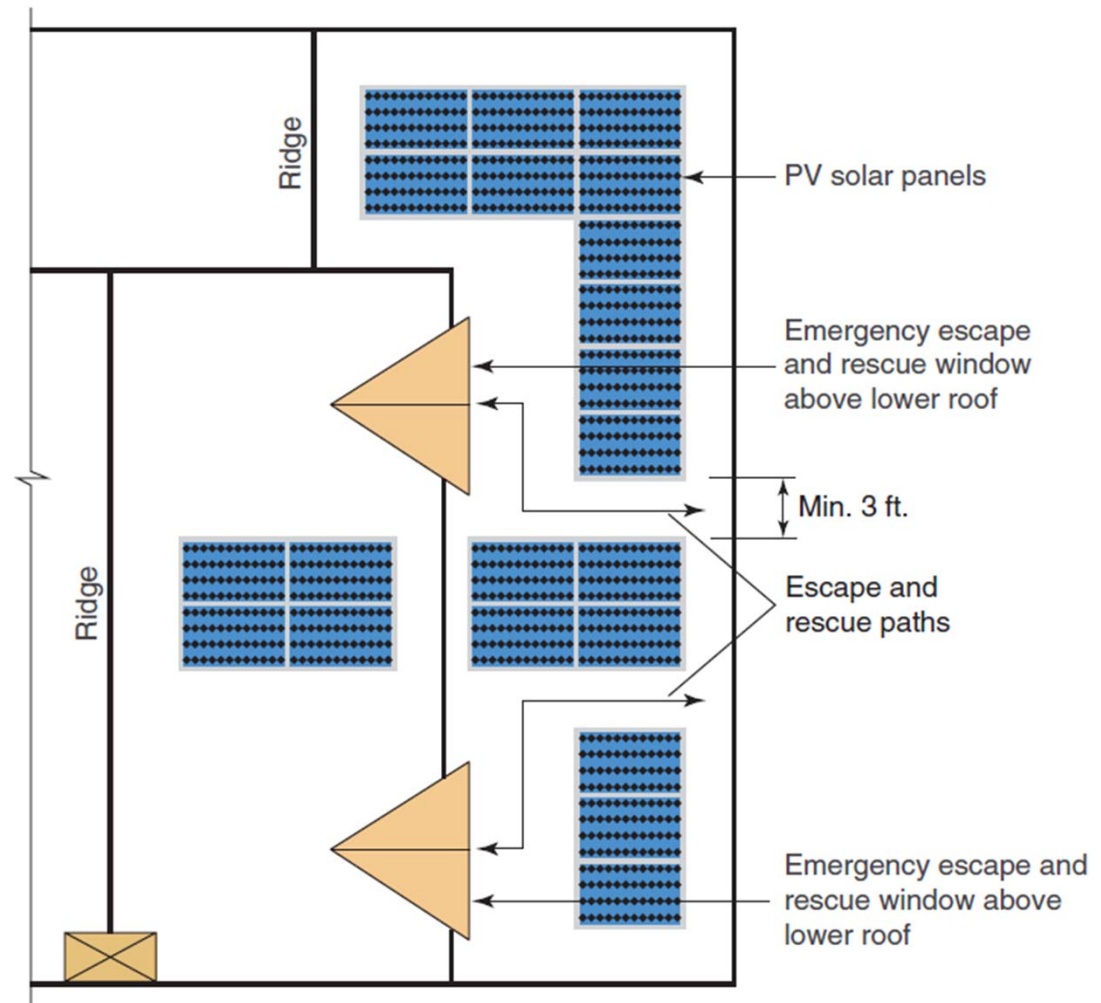 Ridge
PV solar panels
Emergency escape
and rescue window
above lower roof
Min. 3 ft.
Ridge
Escape and
rescue paths
Emergency escape and
rescue window above
lower roof